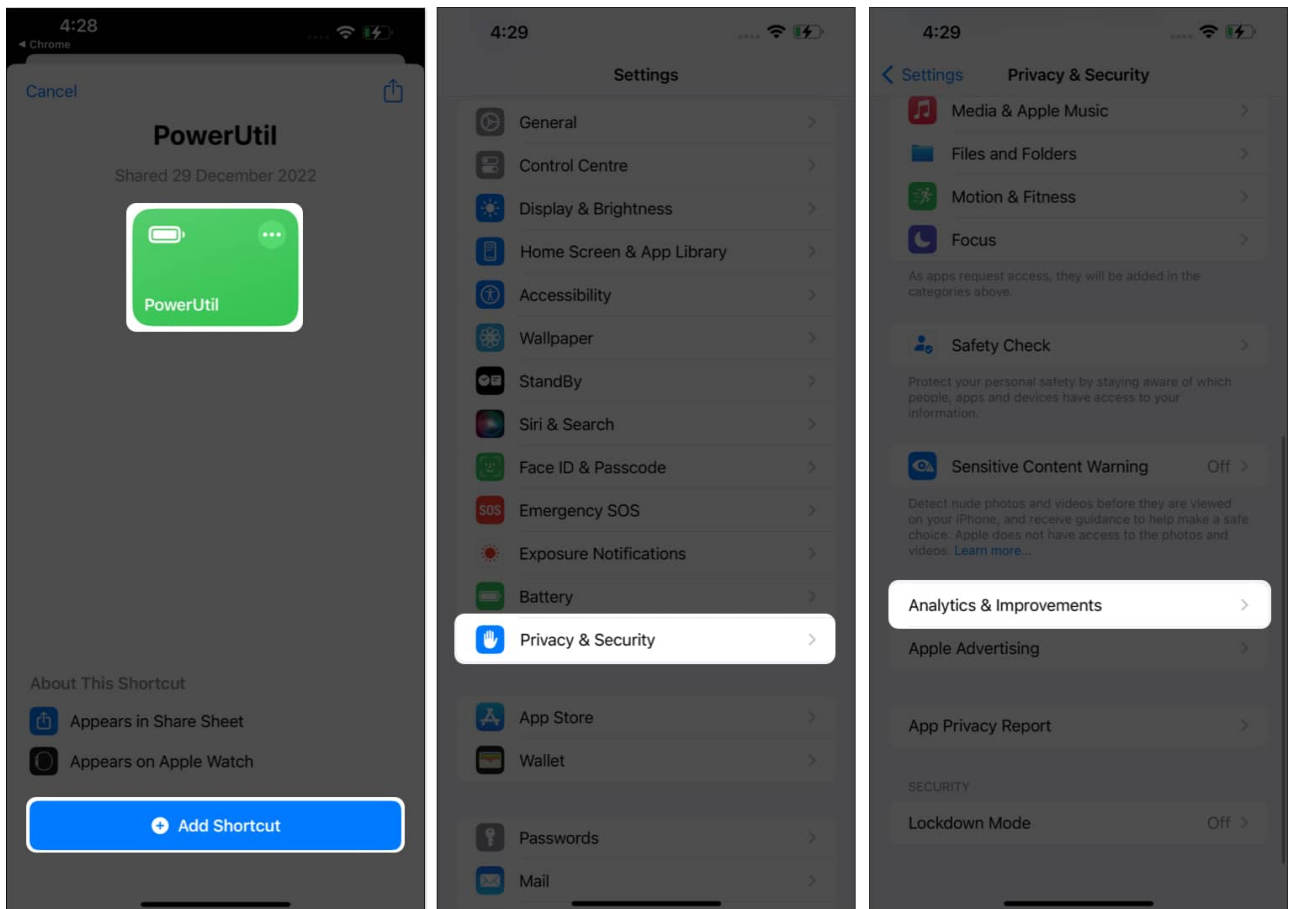 4:28
Chrome
Cancel
PowerUtil
Shared 29 December 2022
PowerUtil
About This Shortcut
Appears in Share Sheet
Appears on Apple Watch
Add Shortcut
4:29
Settings
General
Control Centre
Display & Brightness
Home Screen & App Library
Accessibility
Wallpaper
StandBy
Siri & Search
Face ID & Passcode
SOS Emergency SOS
Exposure Notifications
Battery
Privacy & Security
App Store
Wallet
Passwords
Mail
4:29
Settings Privacy & Security
Media & Apple Music
Files and Folders
Motion & Fitness
Focus
As apps request access, they will be added in the
categories above.
Safety Check
Protect your personal safety by staying aware of which
people, apps and devices have access to your
information.
Sensitive Content Warning Off
Detect nude photos and videos before they are viewed
on your iPhone, and receive guidance to help make a safe
choice. Apple does not have access to the photos and
videos. Learn more...
Analytics & Improvements
Apple Advertising
App Privacy Report
SECURITY
Lockdown Mode Off